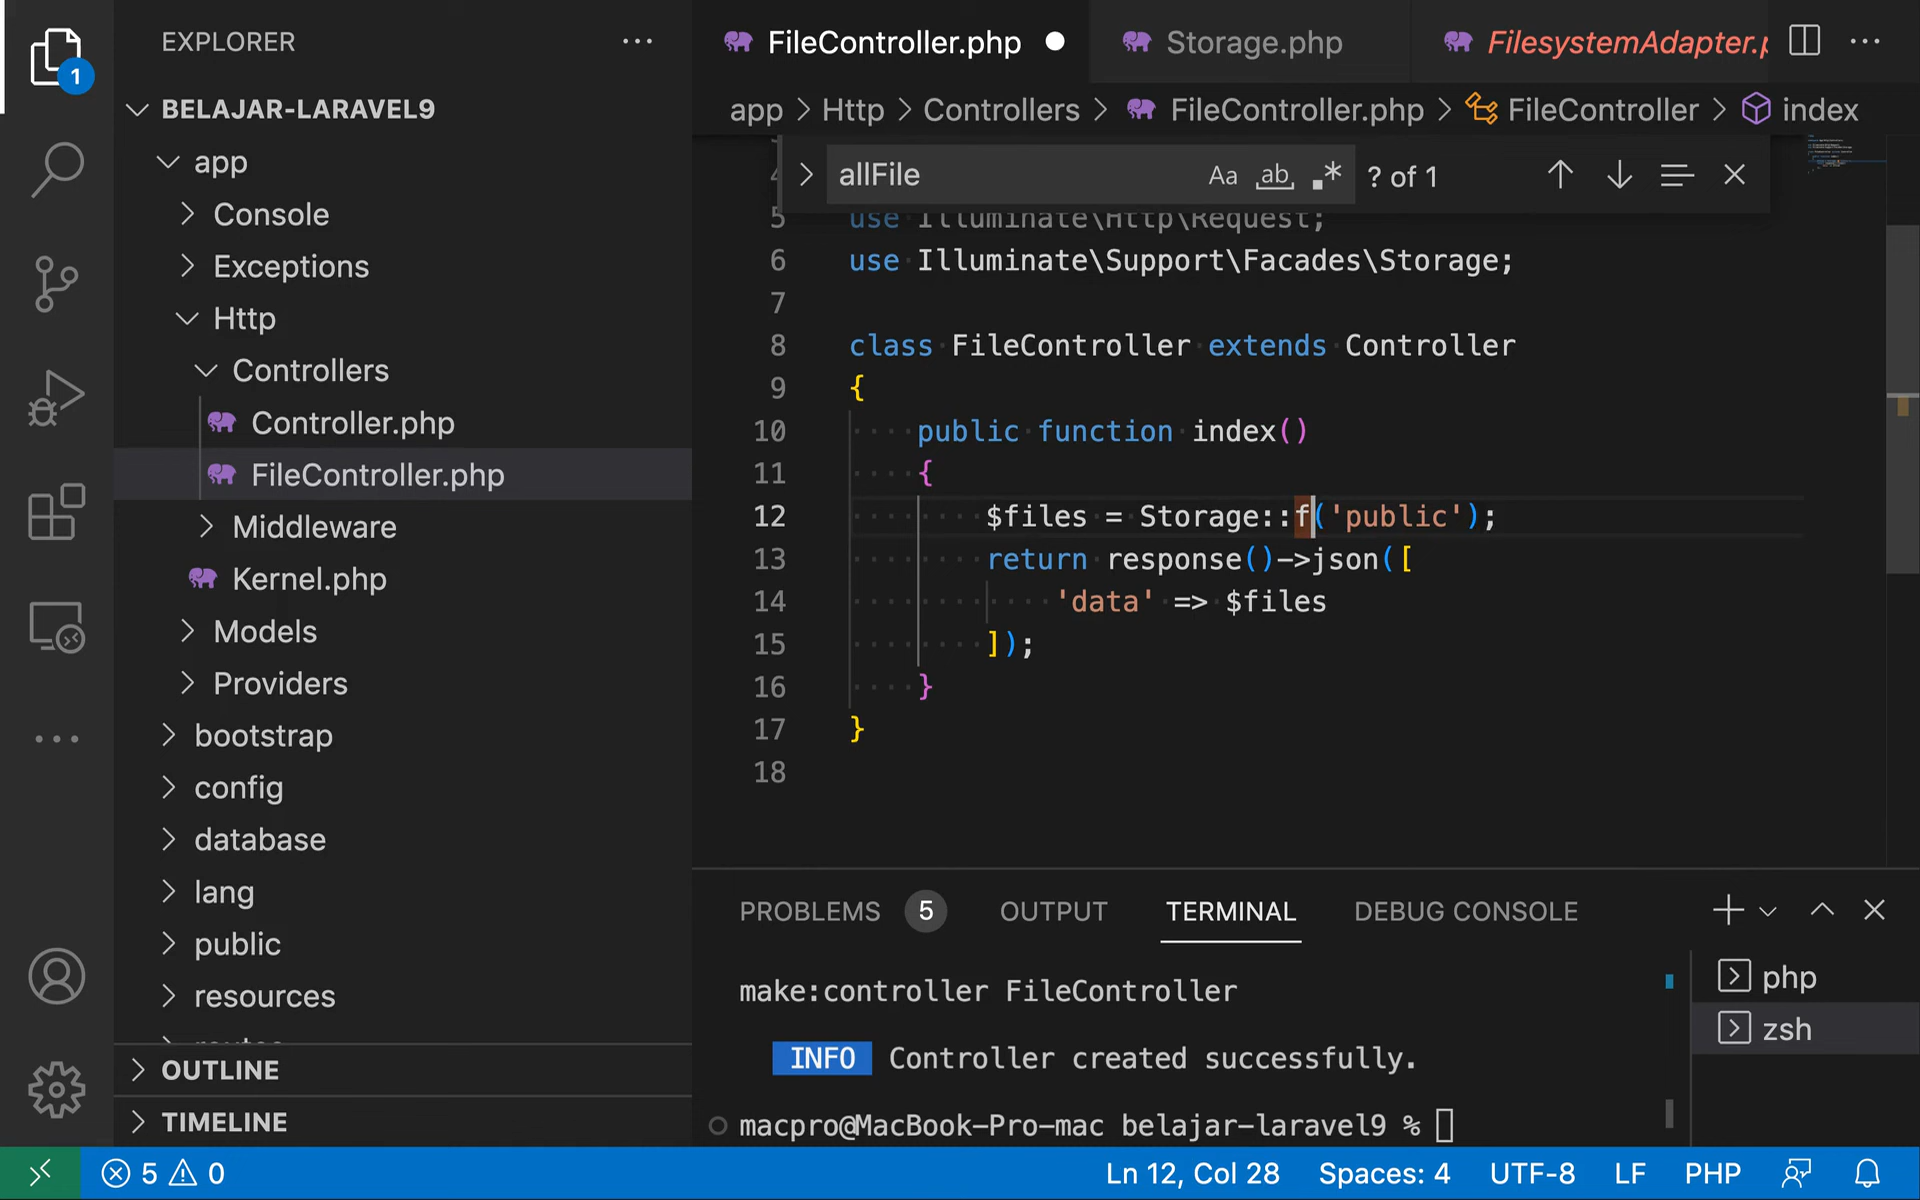 EXPLORER
FileController.php
Storage.php
FilesystemAdapter.p
1
BELAJAR-LARAVEL9
app > Http > Controllers > FileController.php > FileController > index
app
Console
Exceptions
Http
Controllers
Controller.php
FileController.php
Middleware
Kernel.php
Models
Providers
bootstrap
config
database
lang
public
resources
routes
OUTLINE
TIMELINE
allFile
Aa
ab
.*
? of 1
4
5 use Illuminate\Http\Request;
6 use Illuminate\Support\Facades\Storage;
7
8 class FileController extends Controller
9 {
10 public function index()
11 {
12 $files = Storage::f('public');
13 return response()->json([
14 'data' => $files
15 ]);
16 }
17 }
18
PROBLEMS 5 OUTPUT TERMINAL DEBUG CONSOLE
make:controller FileController
INFO Controller created successfully.
macpro@MacBook-Pro-mac belajar-laravel9 %
php
zsh
5 0
Ln 12, Col 28 Spaces: 4 UTF-8 LF PHP